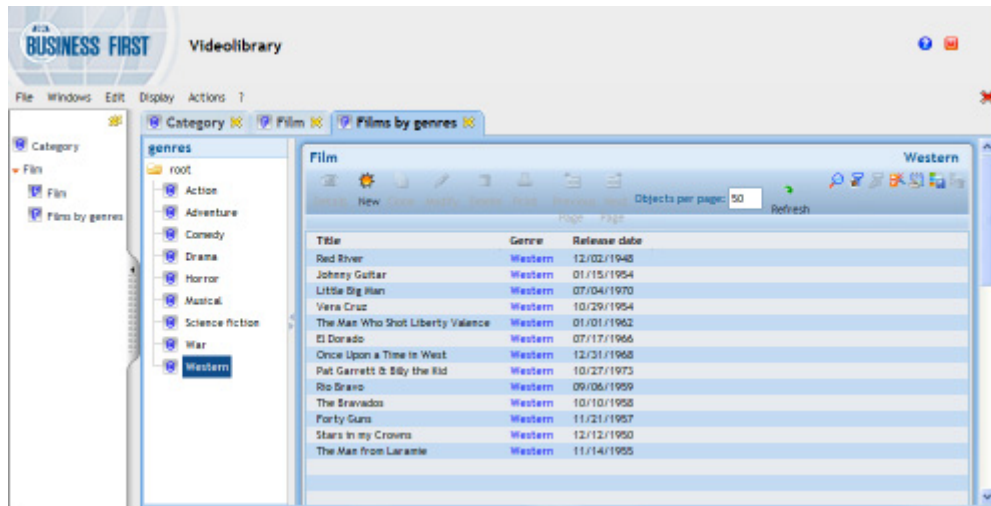 BUSINESS FIRST
Videolibrary
File Windows Edit Display Actions ?
Category Film Films by genres
Category
Film
Film
Films by genres
genres
root
Action
Adventure
Comedy
Drama
Horror
Musical
Science fiction
War
Western
Film Western
New Objects per page: 50 Refresh
Page Page
Title Genre Release date
Red River Western 12/02/1948
Johnny Guitar Western 01/15/1954
Little Big Man Western 07/04/1970
Vera Cruz Western 10/29/1954
The Man Who Shot Liberty Valence Western 01/01/1962
El Dorado Western 07/17/1966
Once Upon a Time in West Western 12/31/1968
Pat Garrett & Billy the Kid Western 10/27/1973
Rio Bravo Western 09/06/1959
The Bravados Western 10/10/1958
Forty Guns Western 11/21/1957
Stars in my Crowns Western 12/12/1950
The Man from Laramie Western 11/14/1955